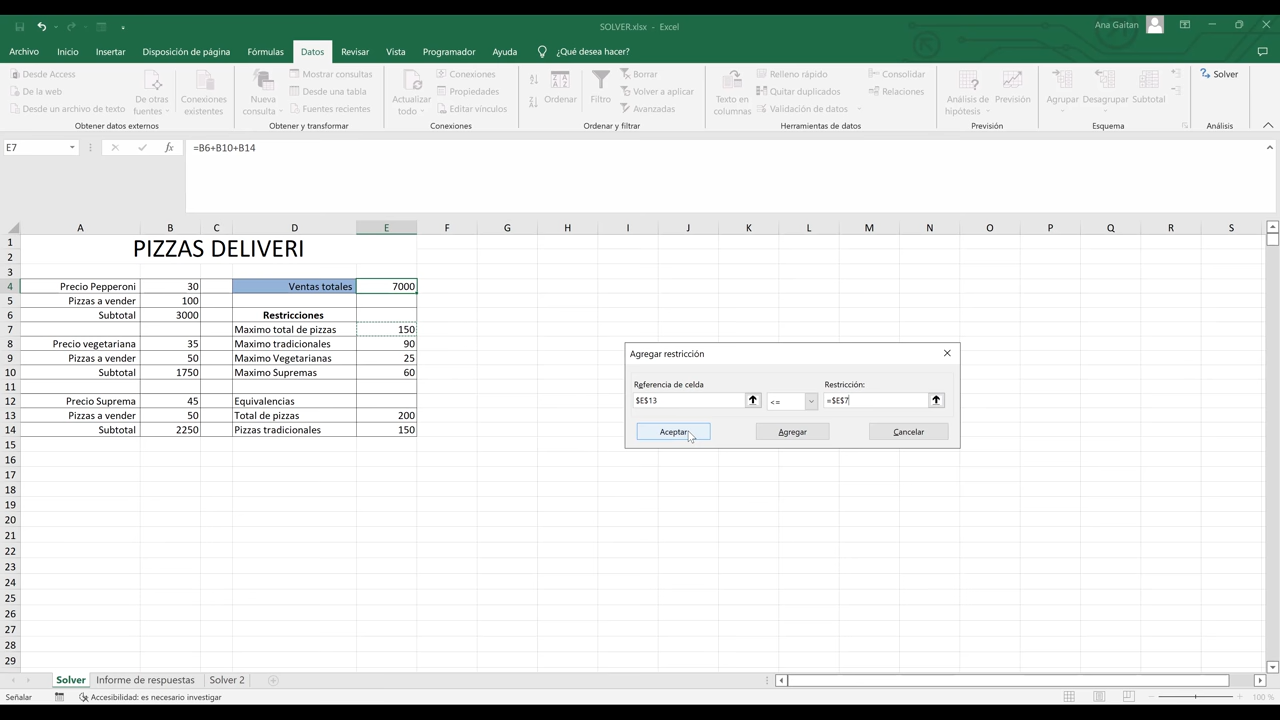 SOLVER.xlsx - Excel
Ana Gaitan
Archivo Inicio Insertar Disposición de página Fórmulas Datos Revisar Vista Programador Ayuda ¿Qué desea hacer?
Desde Access
De la web
Desde un archivo de texto
De otras fuentes
Conexiones existentes
Obtener datos externos
Nueva consulta
Mostrar consultas
Desde una tabla
Fuentes recientes
Obtener y transformar
Actualizar todo
Conexiones
Propiedades
Editar vínculos
Conexiones
Ordenar
Filtro
Borrar
Volver a aplicar
Avanzadas
Ordenar y filtrar
Texto en columnas
Relleno rápido
Quitar duplicados
Validación de datos
Consolidar
Relaciones
Herramientas de datos
Análisis de hipótesis
Previsión
Previsión
Agrupar
Desagrupar
Subtotal
Esquema
Solver
Análisis
E7 fx =B6+B10+B14
A B C D E F G H I J K L M N O P Q R S
1 PIZZAS DELIVERI
2
3
4 Precio Pepperoni 30 Ventas totales 7000
5 Pizzas a vender 100
6 Subtotal 3000 Restricciones
7 Maximo total de pizzas 150
8 Precio vegetariana 35 Maximo tradicionales 90
9 Pizzas a vender 50 Maximo Vegetarianas 25
10 Subtotal 1750 Maximo Supremas 60
11
12 Precio Suprema 45 Equivalencias
13 Pizzas a vender 50 Total de pizzas 200
14 Subtotal 2250 Pizzas tradicionales 150
15
16
17
18
19
20
21
22
23
24
25
26
27
28
29
Agregar restricción
Referencia de celda Restricción:
$E$13 <= =$E$7
Aceptar Agregar Cancelar
Solver Informe de respuestas Solver 2
Señalar Accesibilidad: es necesario investigar 100 %